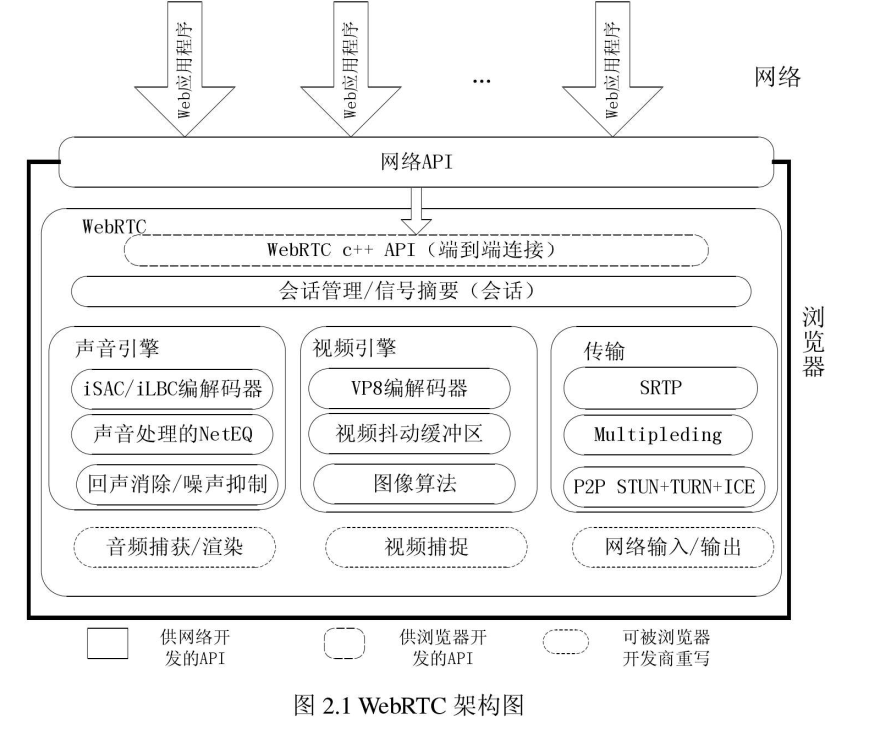 Web应用程序
Web应用程序
...
Web应用程序
网络
网络API
WebRTC
WebRTC c++ API（端到端连接）
会话管理/信号摘要（会话）
浏览器
声音引擎
iSAC/iLBC编解码器
声音处理的NetEQ
回声消除/噪声抑制
视频引擎
VP8编解码器
视频抖动缓冲区
图像算法
传输
SRTP
Multipleding
P2P STUN+TURN+ICE
音频捕获/渲染
视频捕捉
网络输入/输出
供网络开
发的API
供浏览器开
发的API
可被浏览器
开发商重写
图 2.1 WebRTC 架构图